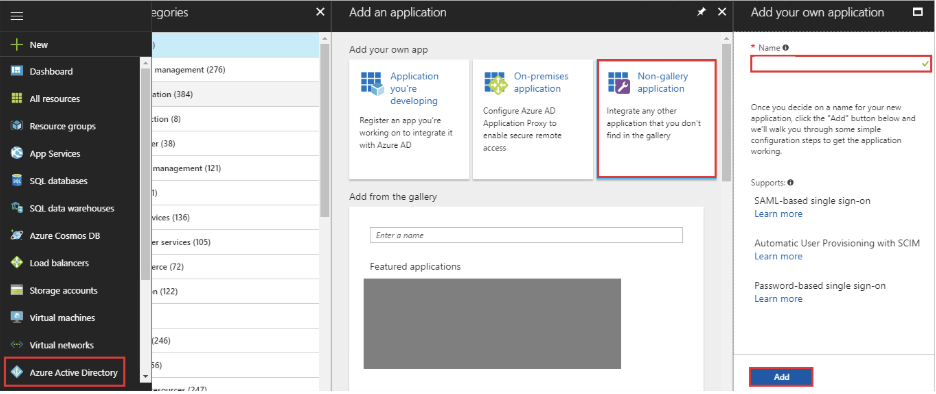 New
Dashboard
All resources
Resource groups
App Services
SQL databases
SQL data warehouses
Azure Cosmos DB
Load balancers
Storage accounts
Virtual machines
Virtual networks
Azure Active Directory
egories
)
management (276)
ation (384)
ction (8)
er (38)
management (121)
1)
vices (136)
er services (105)
erce (72)
on (122)
(246)
56)
resources (247)
Add an application
Add your own app
Application
you're
developing
Register an app you're
working on to integrate it
with Azure AD
On-premises
application
Configure Azure AD
Application Proxy to
enable secure remote
access
Non-gallery
application
Integrate any other
application that you don't
find in the gallery
Add from the gallery
Enter a name
Featured applications
Add your own application
* Name
Once you decide on a name for your new
application, click the "Add" button below and
we'll walk you through some simple
configuration steps to get the application
working.
Supports:
SAML-based single sign-on
Learn more
Automatic User Provisioning with SCIM
Learn more
Password-based single sign-on
Learn more
Add